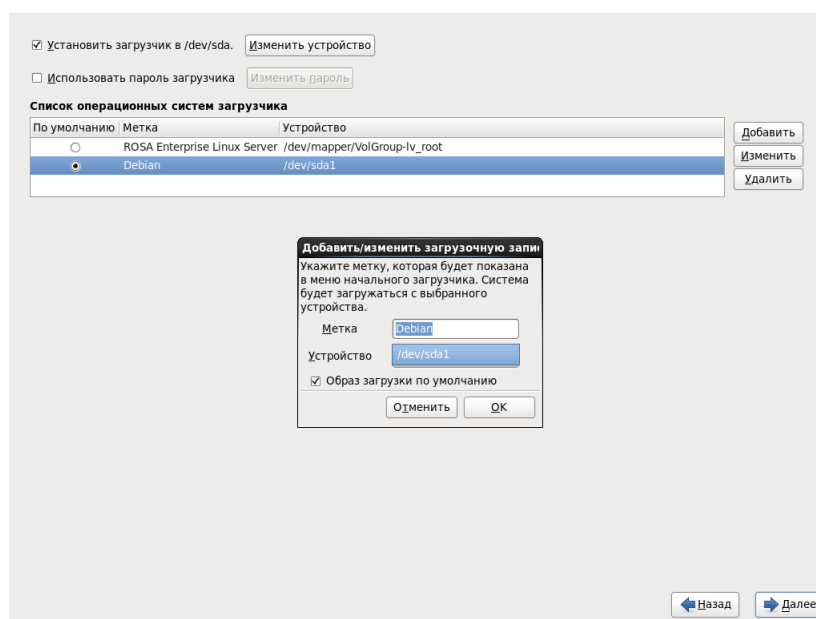 Установить загрузчик в /dev/sda. Изменить устройство
Использовать пароль загрузчика Изменить пароль
Список операционных систем загрузчика
По умолчанию Метка Устройство
ROSA Enterprise Linux Server /dev/mapper/VolGroup-lv_root
Debian /dev/sda1
Добавить
Изменить
Удалить
Добавить/изменить загрузочную запи
Укажите метку, которая будет показана
в меню начального загрузчика. Система
будет загружаться с выбранного
устройства.
Метка Debian
Устройство /dev/sda1
Образ загрузки по умолчанию
Отменить OK
Назад Далее